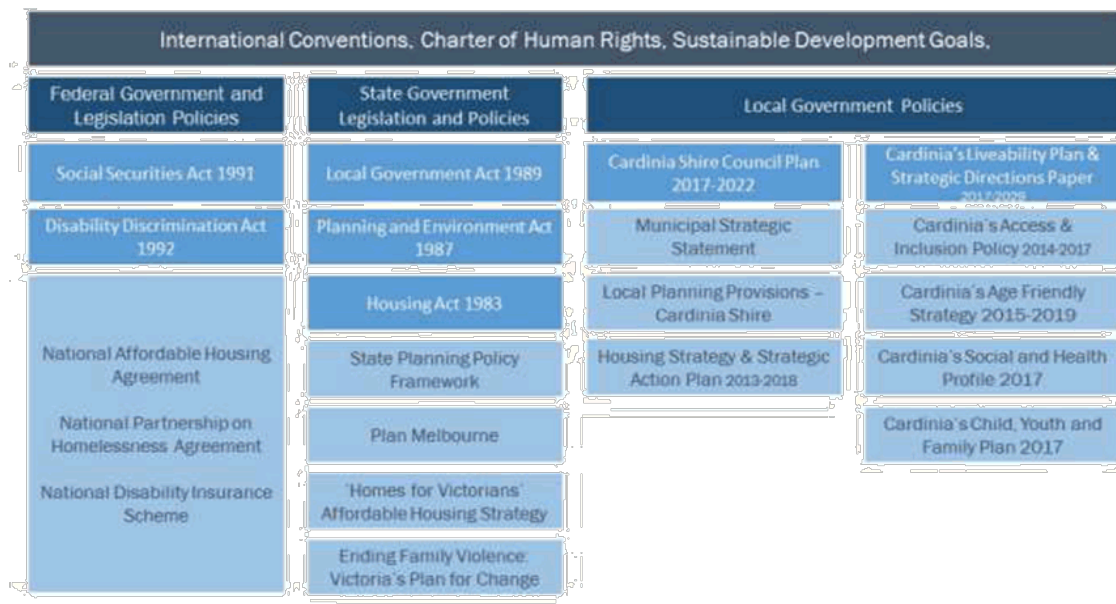 International Conventions, Charter of Human Rights, Sustainable Development Goals,
Federal Government and
Legislation Policies
Social Securities Act 1991
Disability Discrimination Act
1992
National Affordable Housing
Agreement
National Partnership on
Homelessness Agreement
National Disability Insurance
Scheme
State Government
Legislation and Policies
Local Government Act 1989
Planning and Environment Act
1987
Housing Act 1983
State Planning Policy
Framework
Plan Melbourne
'Homes for Victorians'
Affordable Housing Strategy
Ending Family Violence:
Victoria's Plan for Change
Local Government Policies
Cardinia Shire Council Plan
2017-2022
Municipal Strategic
Statement
Local Planning Provisions –
Cardinia Shire
Housing Strategy & Strategic
Action Plan 2013-2018
Cardinia's Liveability Plan &
Strategic Directions Paper
2017-2029
Cardinia's Access &
Inclusion Policy 2014-2017
Cardinia's Age Friendly
Strategy 2015-2019
Cardinia's Social and Health
Profile 2017
Cardinia's Child, Youth and
Family Plan 2017